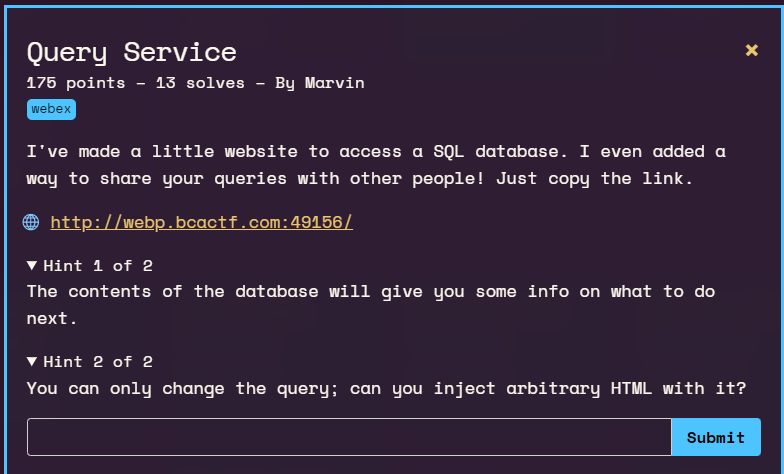 Query Service
×
175 points – 13 solves – By Marvin
webex
I've made a little website to access a SQL database. I even added a
way to share your queries with other people! Just copy the link.
http://webp.bcactf.com:49156/
▼ Hint 1 of 2
The contents of the database will give you some info on what to do
next.
▼ Hint 2 of 2
You can only change the query; can you inject arbitrary HTML with it?
Submit